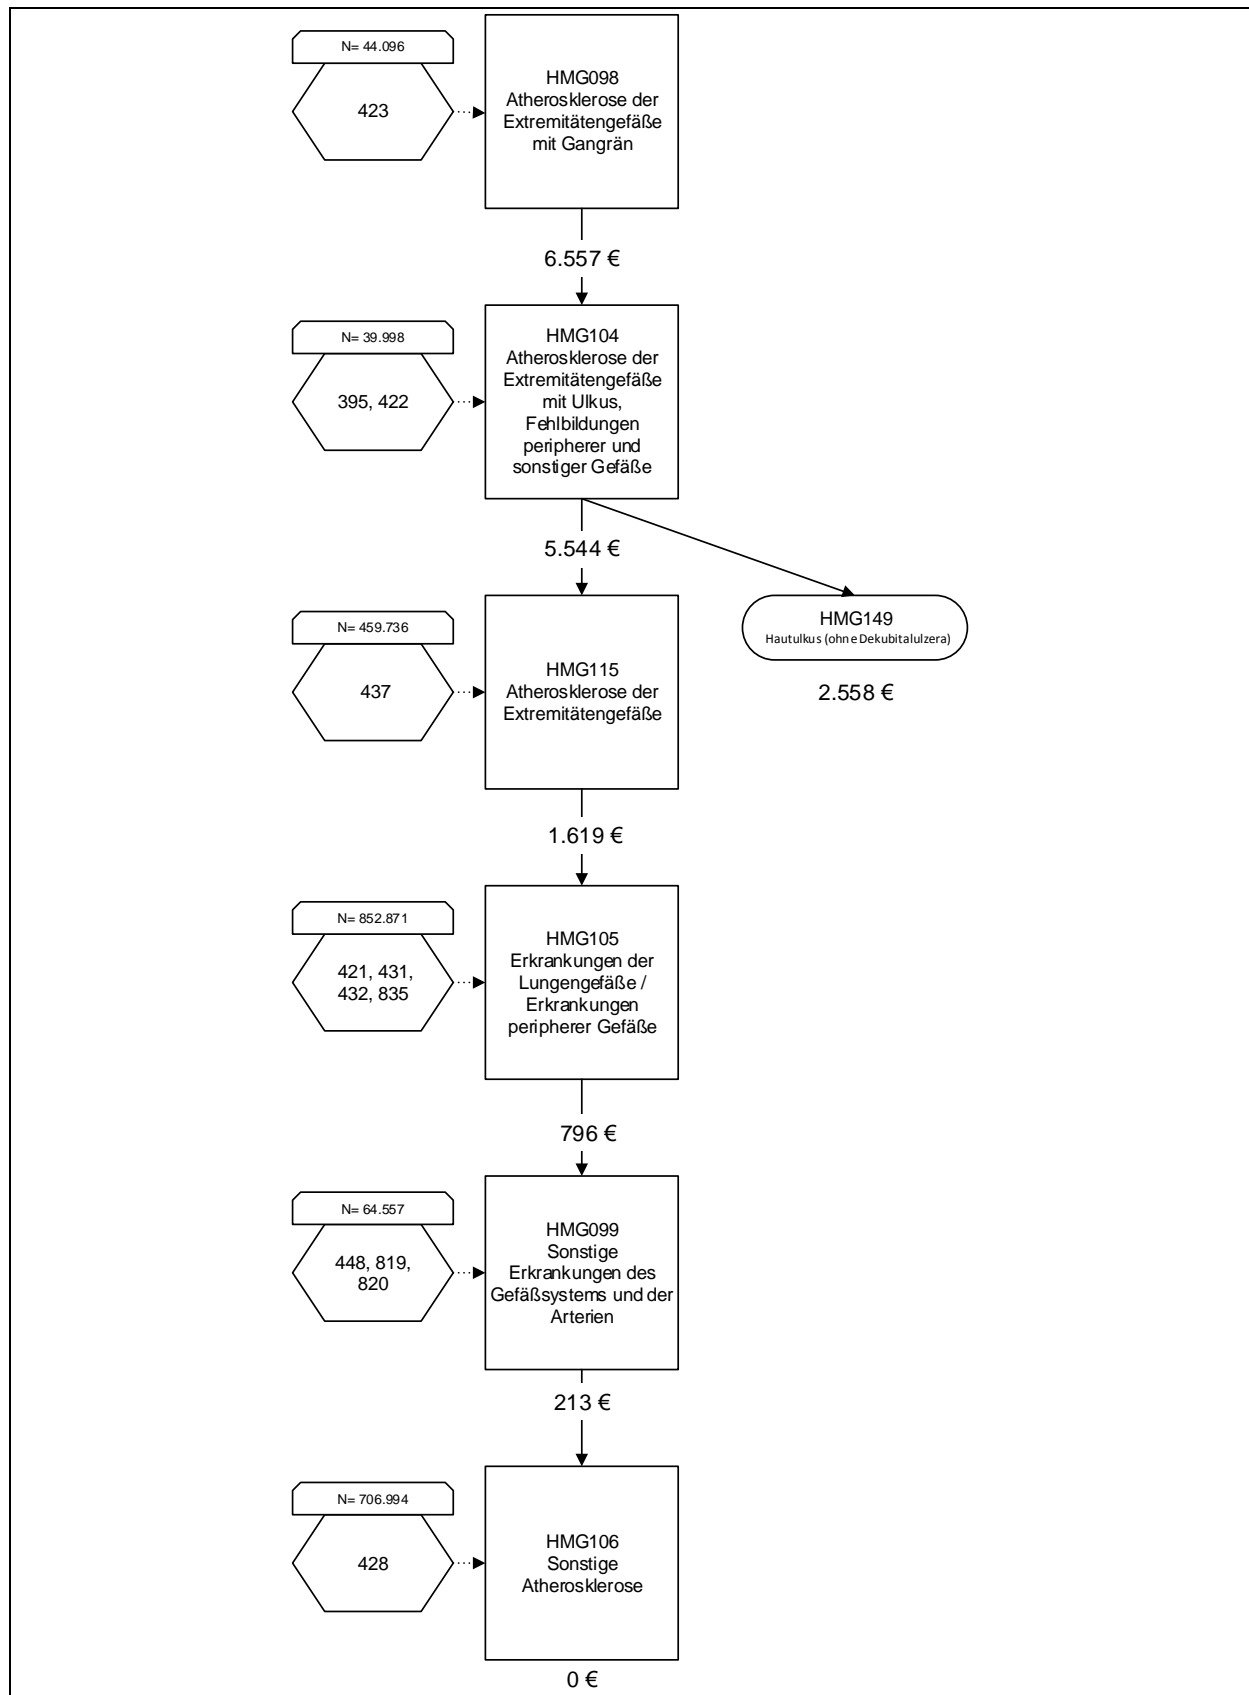 N= 44.096
423
HMG098
Atherosklerose der
Extremitätengefäße
mit Gangrän
6.557 €
N= 39.998
395, 422
HMG104
Atherosklerose der
Extremitätengefäße
mit Ulkus,
Fehlbildungen
peripherer und
sonstiger Gefäße
5.544 €
HMG149
Hautulkus (ohne Dekubitalulzera)
2.558 €
N= 459.736
437
HMG115
Atherosklerose der
Extremitätengefäße
1.619 €
N= 852.871
421, 431,
432, 835
HMG105
Erkrankungen der
Lungengefäße /
Erkrankungen
peripherer Gefäße
796 €
N= 64.557
448, 819,
820
HMG099
Sonstige
Erkrankungen des
Gefäßsystems und der
Arterien
213 €
N= 706.994
428
HMG106
Sonstige
Atherosklerose
0 €